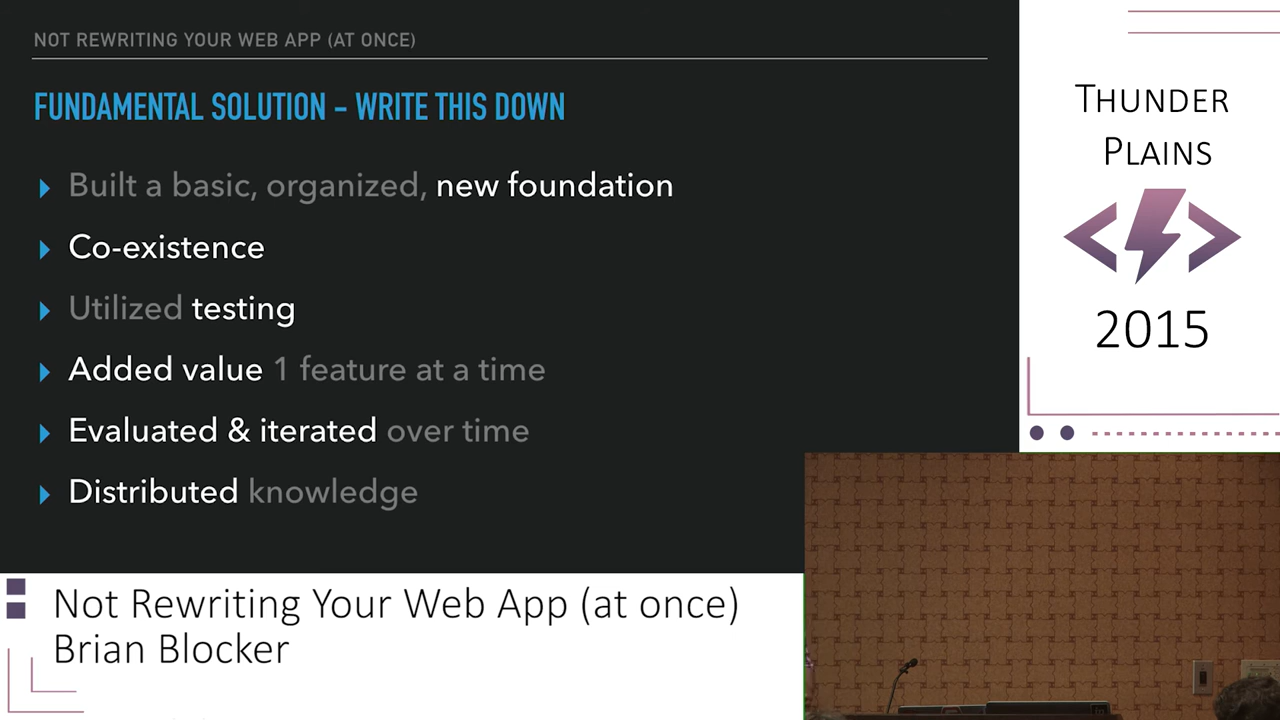 NOT REWRITING YOUR WEB APP (AT ONCE)
FUNDAMENTAL SOLUTION – WRITE THIS DOWN
Built a basic, organized, new foundation
Co-existence
Utilized testing
Added value 1 feature at a time
Evaluated & iterated over time
Distributed knowledge
THUNDER
PLAINS
2015
Not Rewriting Your Web App (at once)
Brian Blocker